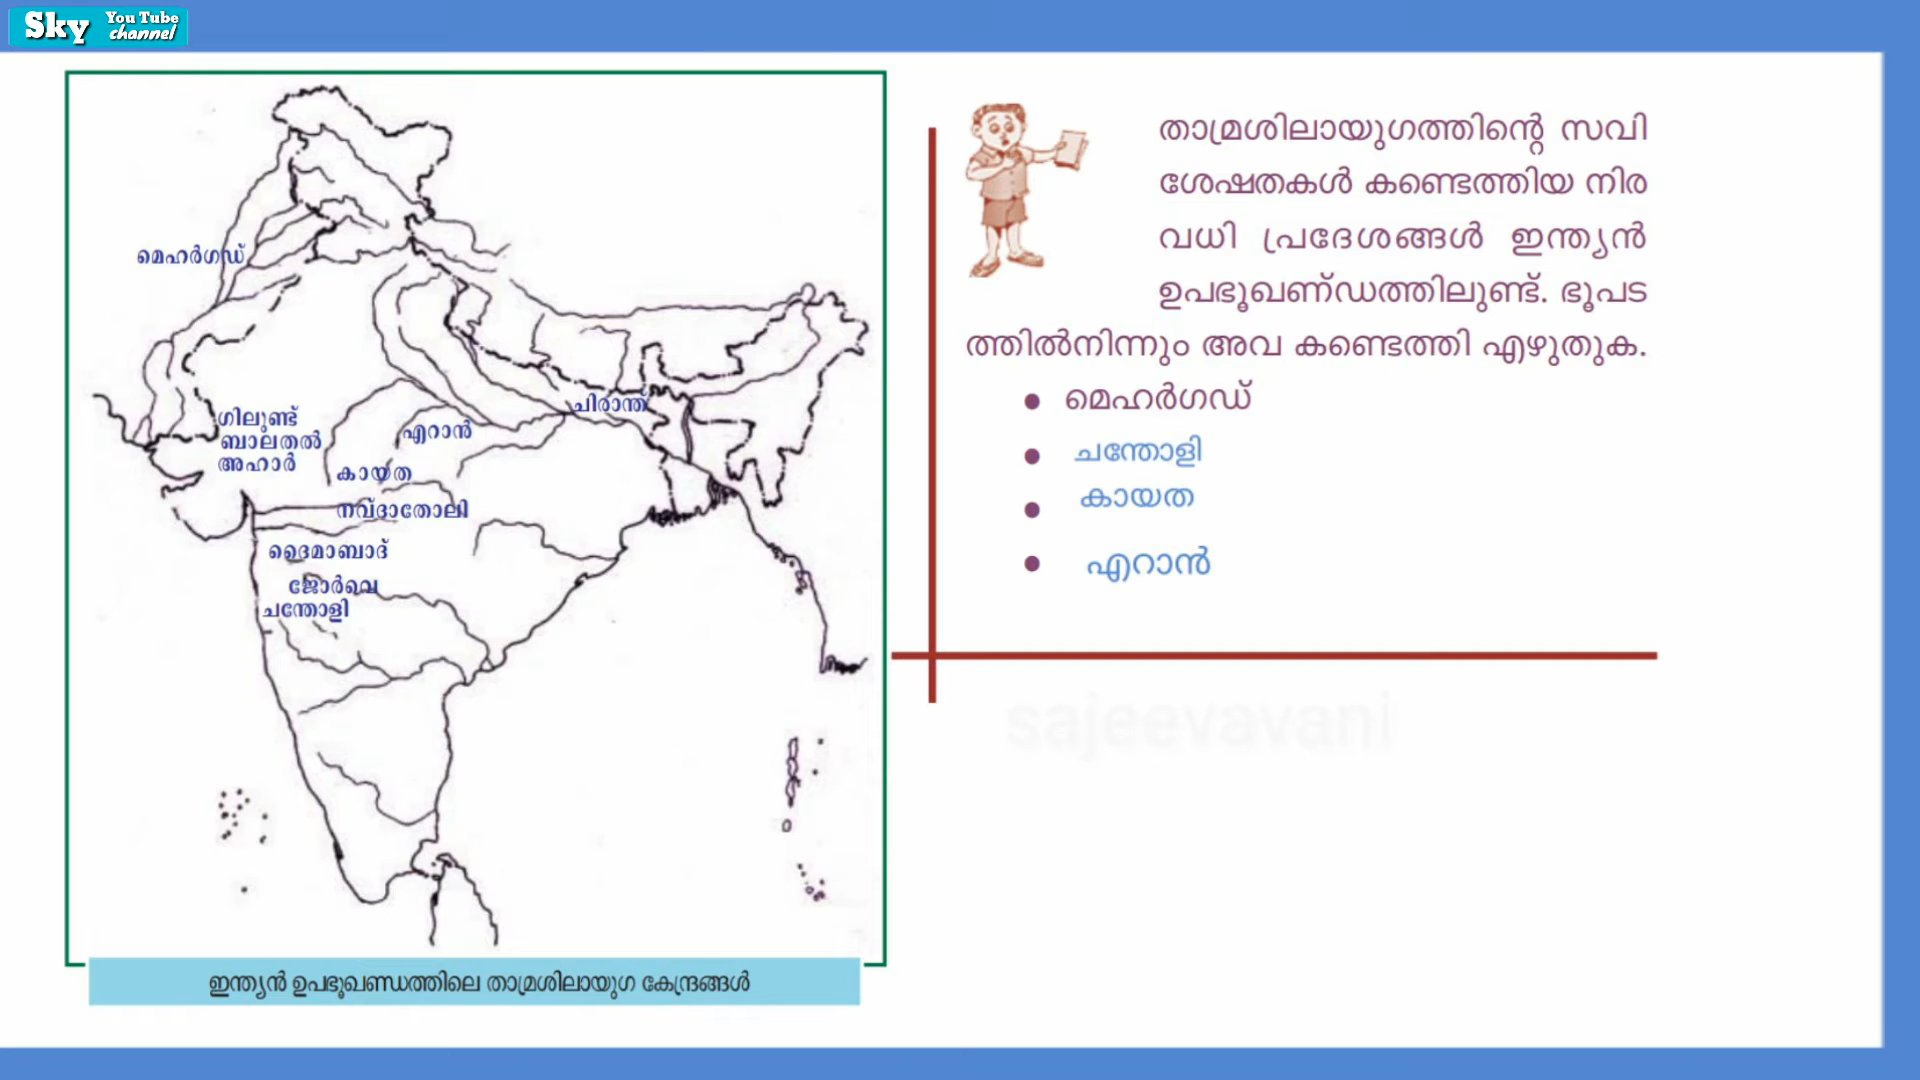 Sky You Tube
channel
മെഹർഗഡ്
ഗിലുണ്ട്
ബാലതൽ
അഹാർ
എറാൻ
ചിരാന്ത്
കായത
നവ്ദാതോലി
ദൈമാബാദ്
ജോർവെ
ചന്തോളി
ഇന്ത്യൻ ഉപഭൂഖണ്ഡത്തിലെ താമ്രശിലായുഗ കേന്ദ്രങ്ങൾ
താമ്രശിലായുഗത്തിന്റെ സവി
ശേഷതകൾ കണ്ടെത്തിയ നിര
വധി പ്രദേശങ്ങൾ ഇന്ത്യൻ
ഉപഭൂഖണ്ഡത്തിലുണ്ട്. ഭൂപട
ത്തിൽനിന്നും അവ കണ്ടെത്തി എഴുതുക.
• മെഹർഗഡ്
• ചന്തോളി
• കായത
• എറാൻ
sajeevavani